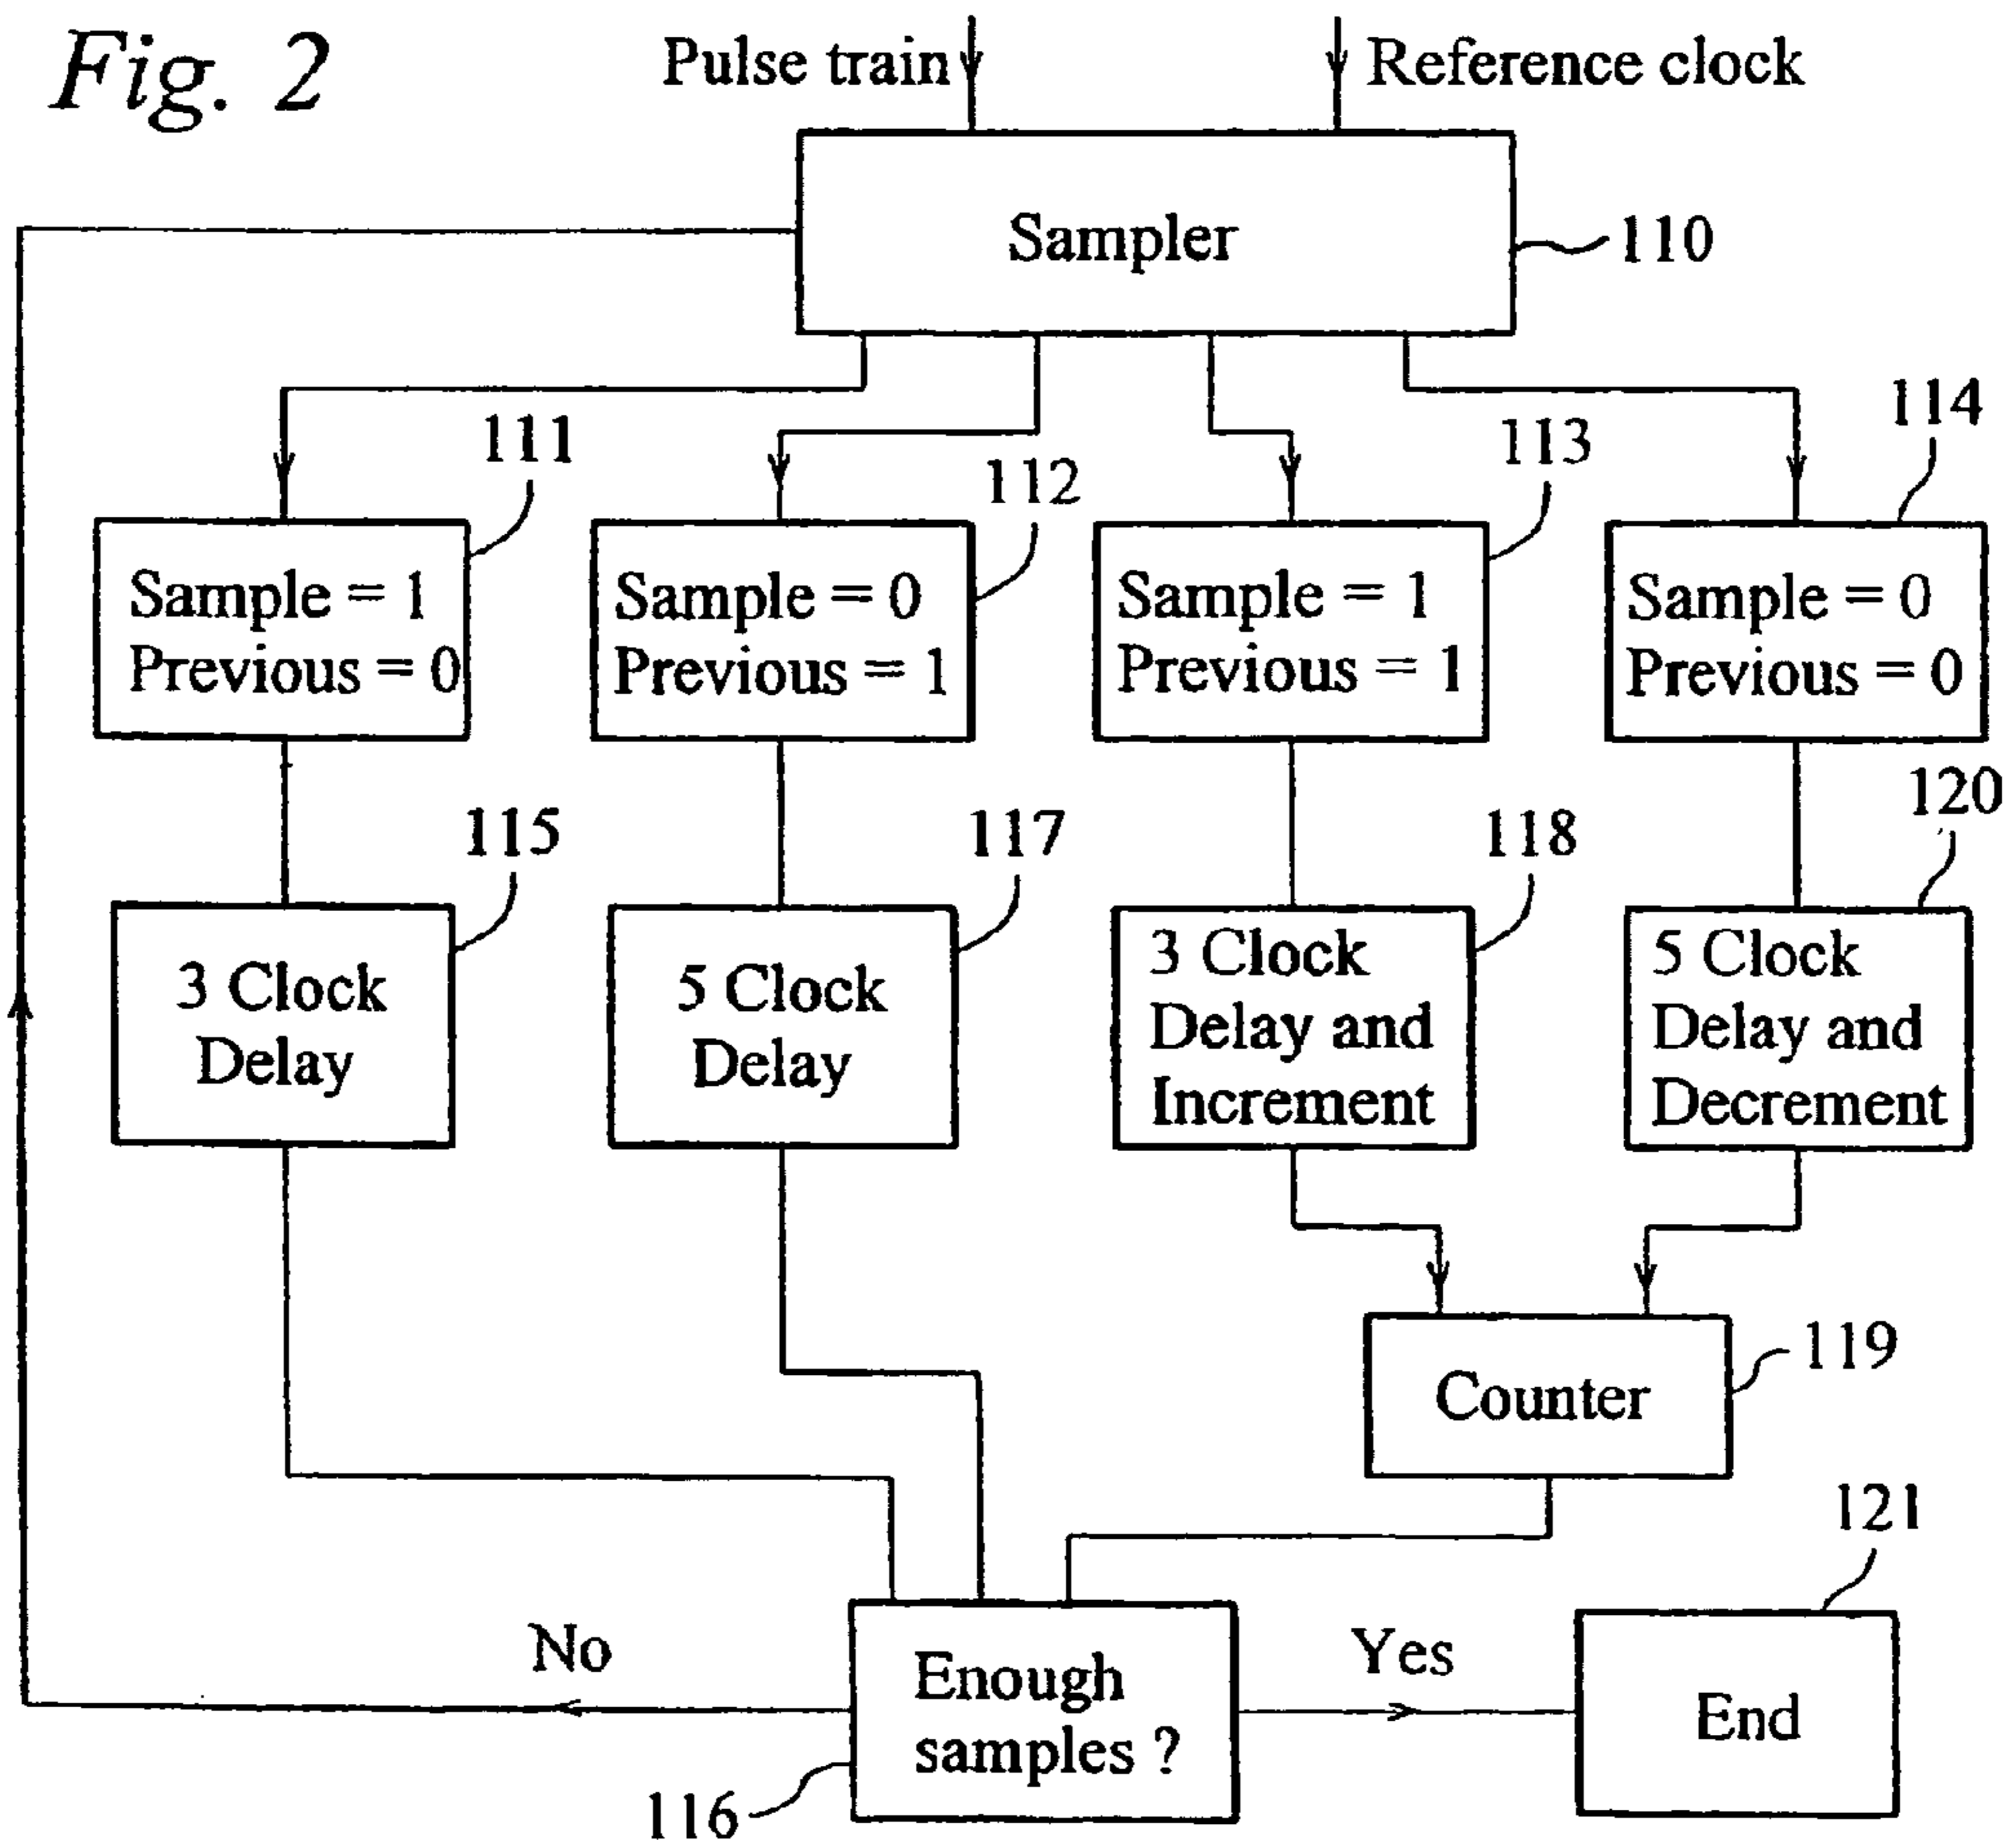 Fig. 2
Pulse train
Reference clock
Sampler
110
111
112
113
114
Sample = 1
Previous = 0
Sample = 0
Previous = 1
Sample = 1
Previous = 1
Sample = 0
Previous = 0
115
117
118
120
3 Clock
Delay
5 Clock
Delay
3 Clock
Delay and
Increment
5 Clock
Delay and
Decrement
Counter
119
121
No
Enough
samples ?
Yes
End
116